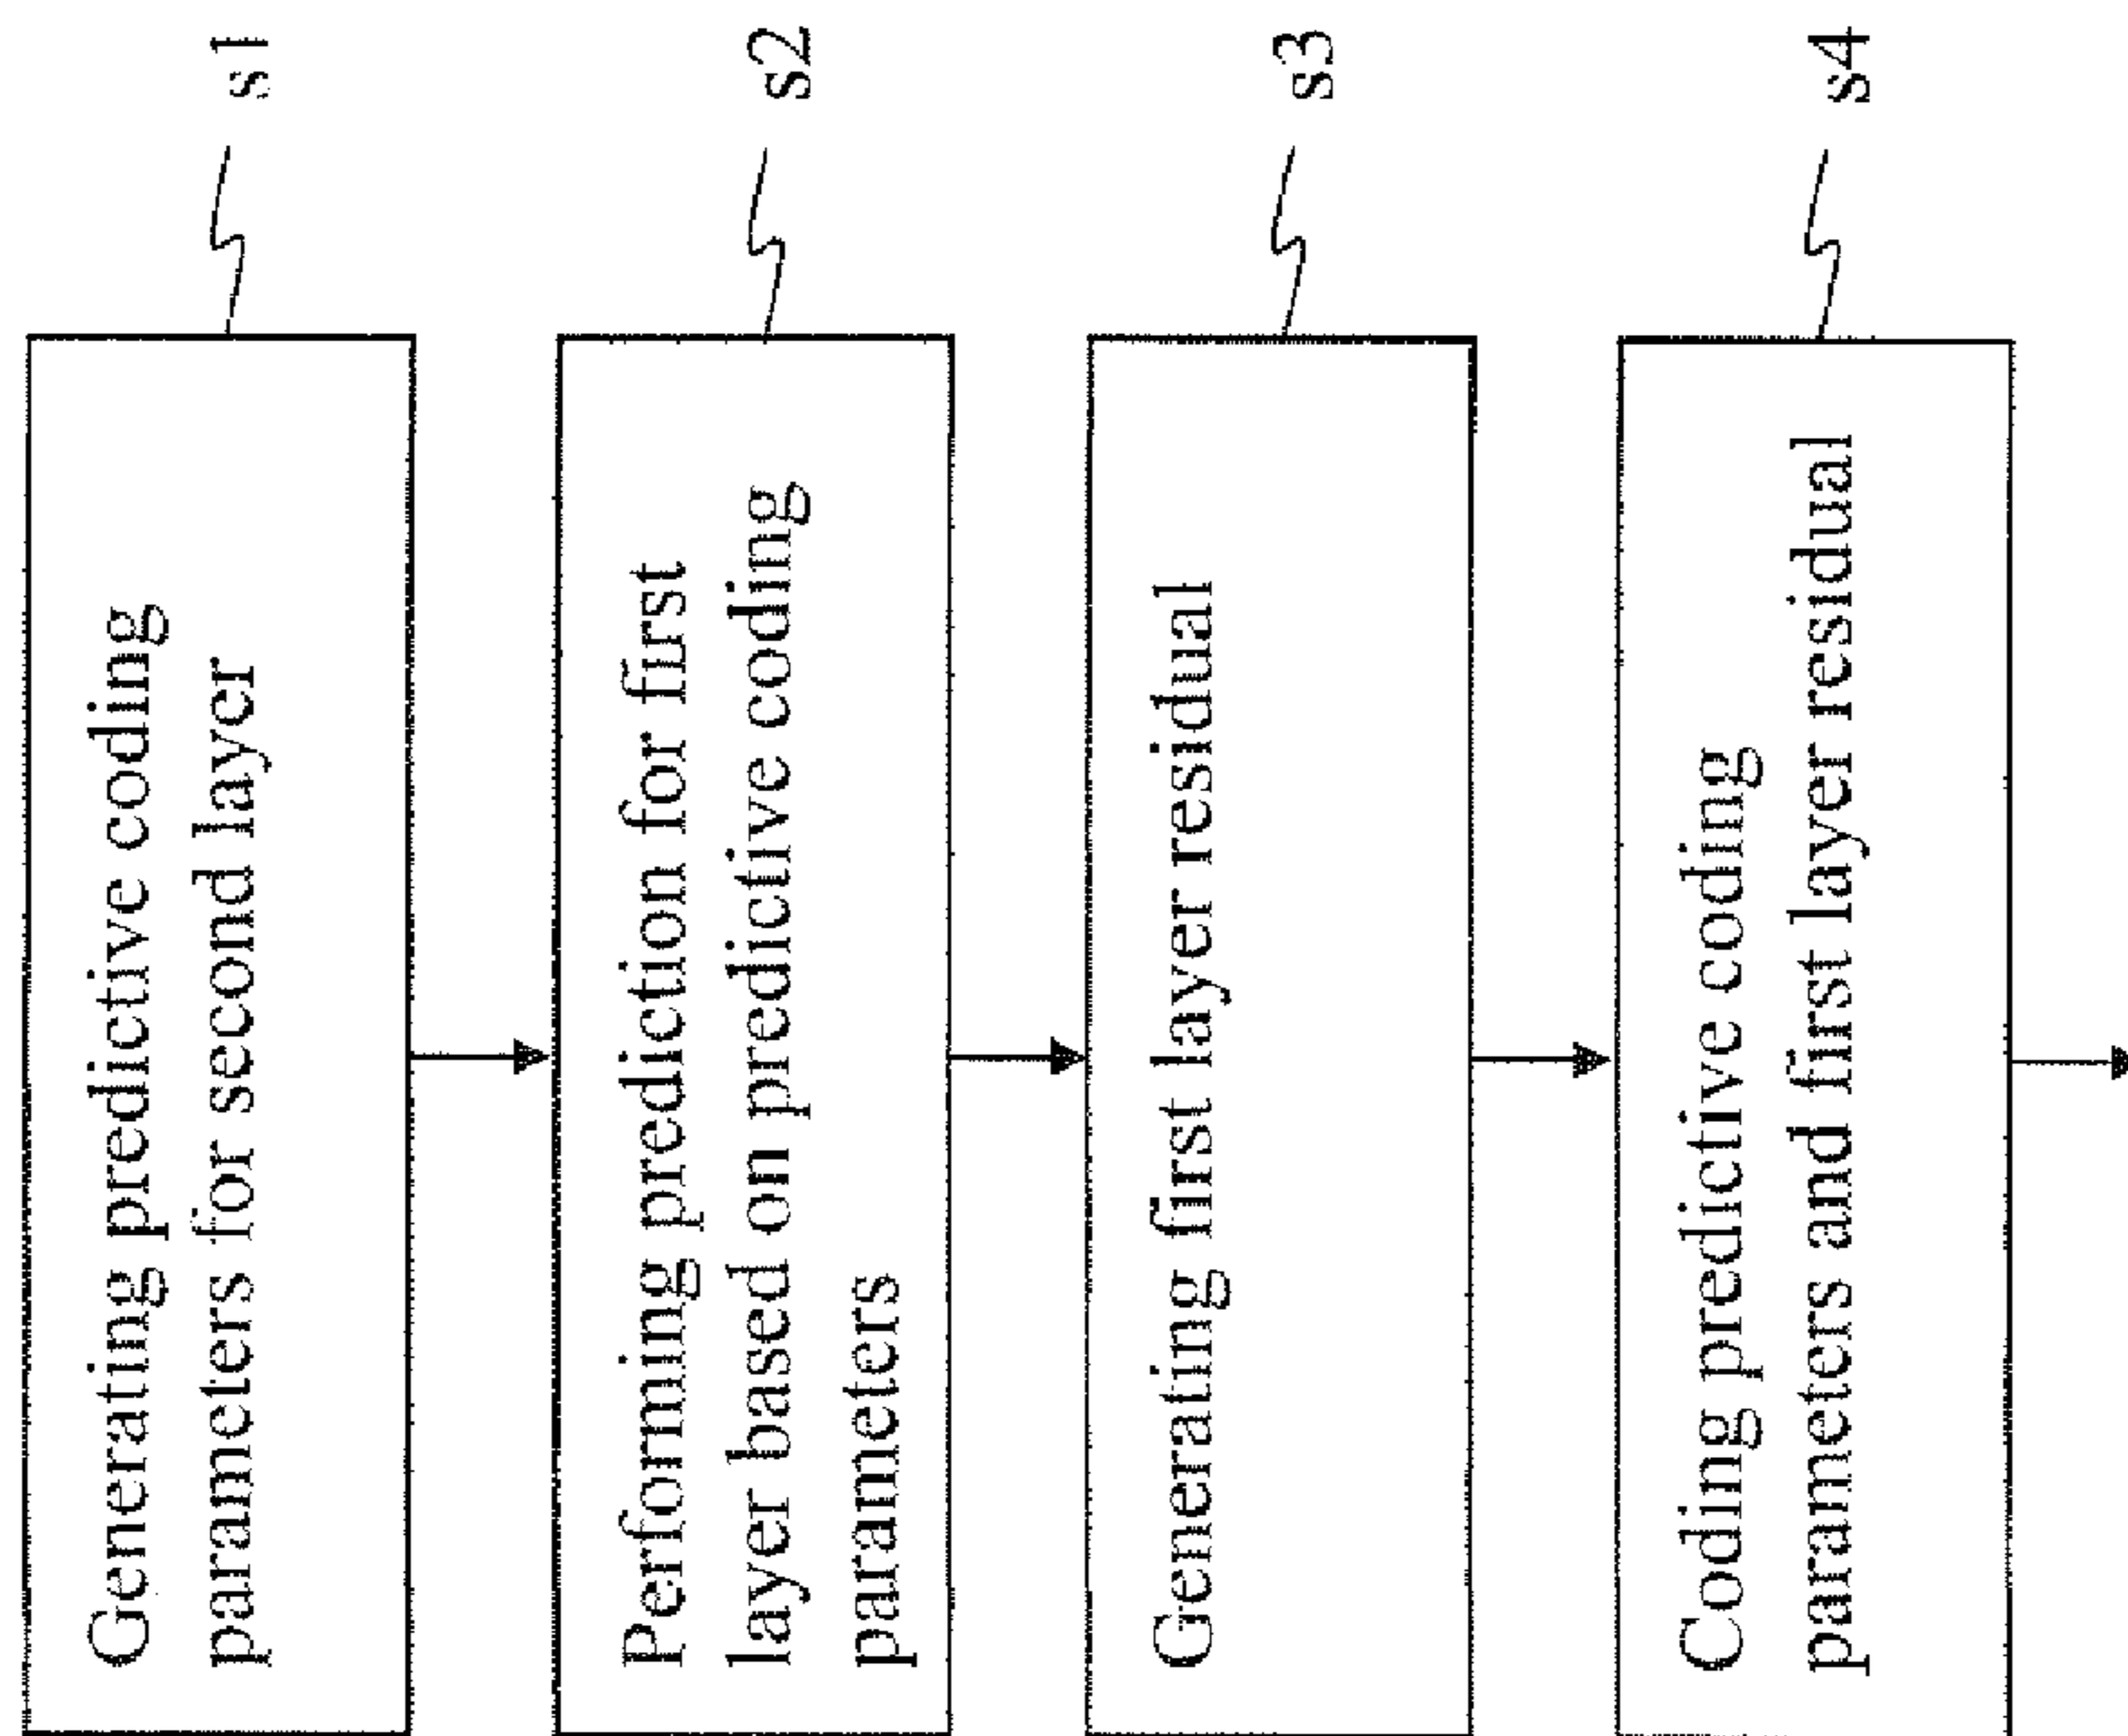 Generating predictive coding
parameters for second layer
s1
Performing prediction for first
layer based on predictive coding
parameters
s2
Generating first layer residual
s3
Coding predictive coding
parameters and first layer residual
s4